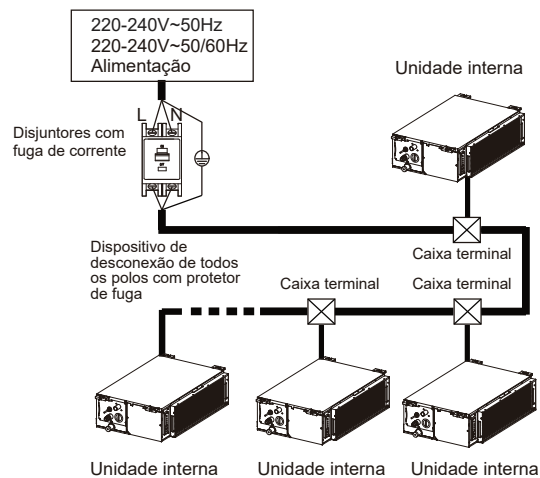 220-240V~50Hz
220-240V~50/60Hz
Alimentação
Unidade interna
L N
Disjuntores com
fuga de corrente
Dispositivo de
desconexão de todos
os polos com protetor
de fuga
Caixa terminal
Caixa terminal
Caixa terminal
Unidade interna
Unidade interna
Unidade interna